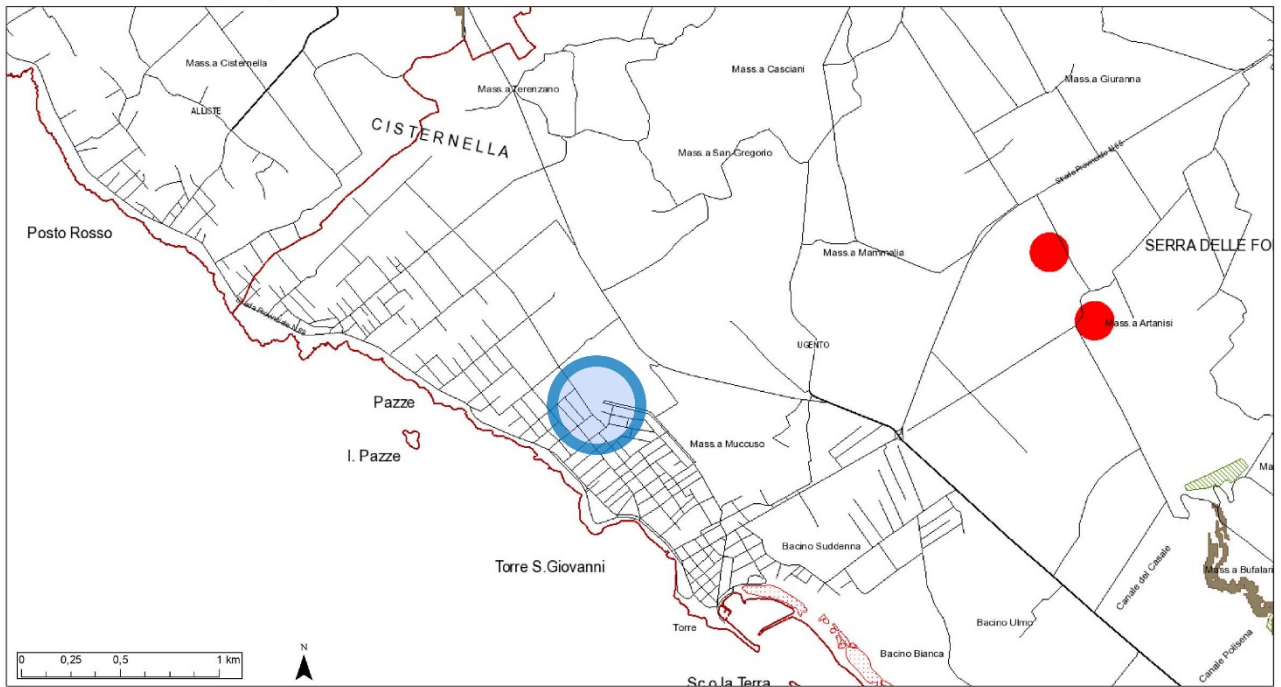 Mass.a Cisternella
Mass.a Casciani
Mass.a Giuranna
Mass.a Terenzano
ALLISTE
CISTERNELLA
Mass.a San Gregorio
Posto Rosso
SERRA DELLE FO
Mass.a Mammalia
Mass.a Artanisi
UGENTO
Pazze
I. Pazze
Mass.a Muccuso
Ma
Bacino Suddenna
Torre S.Giovanni
Canale del Casale
Mass.a Bufalari
Bacino Ulmo
Torre
Bacino Bianca
Canale Polisena
Sc.o la Terra
0 0,25 0,5 1 km
N